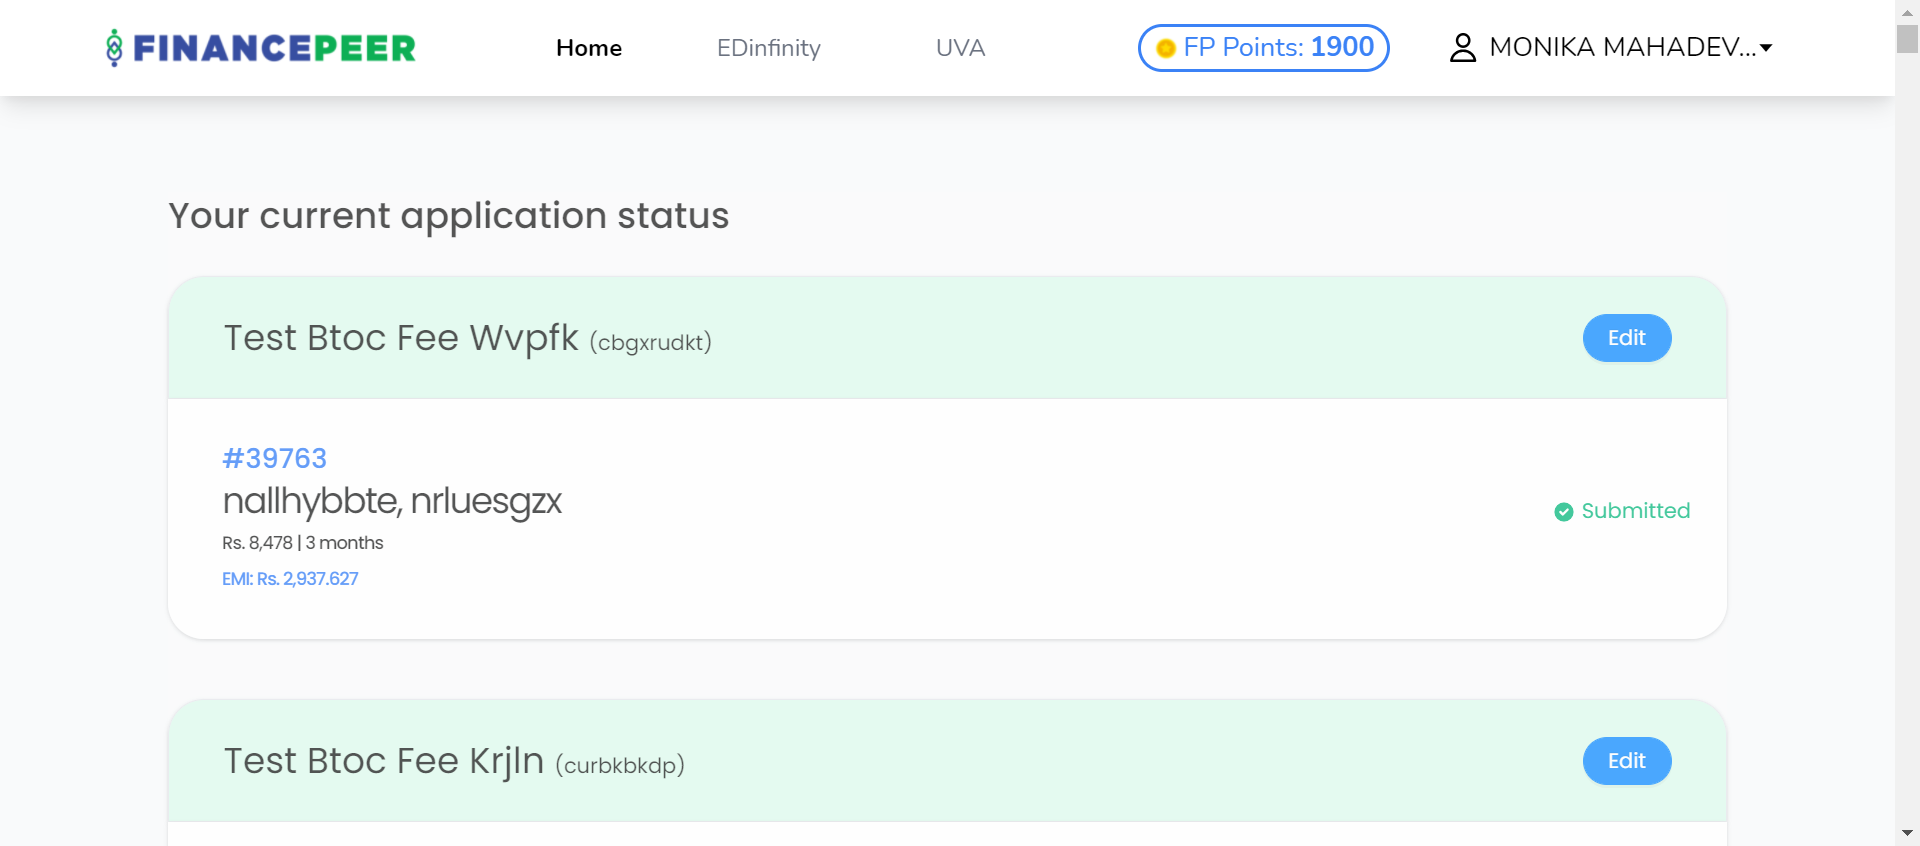 FINANCEPEER
Home
EDinfinity
UVA
FP Points: 1900
MONIKA MAHADEV...
Your current application status
Test Btoc Fee Wvpfk (cbgxrudkt)
Edit
#39763
nallhybbte, nrluesgzx
Rs. 8,478 | 3 months
EMI: Rs. 2,937.627
Submitted
Test Btoc Fee Krjln (curbkbkdp)
Edit